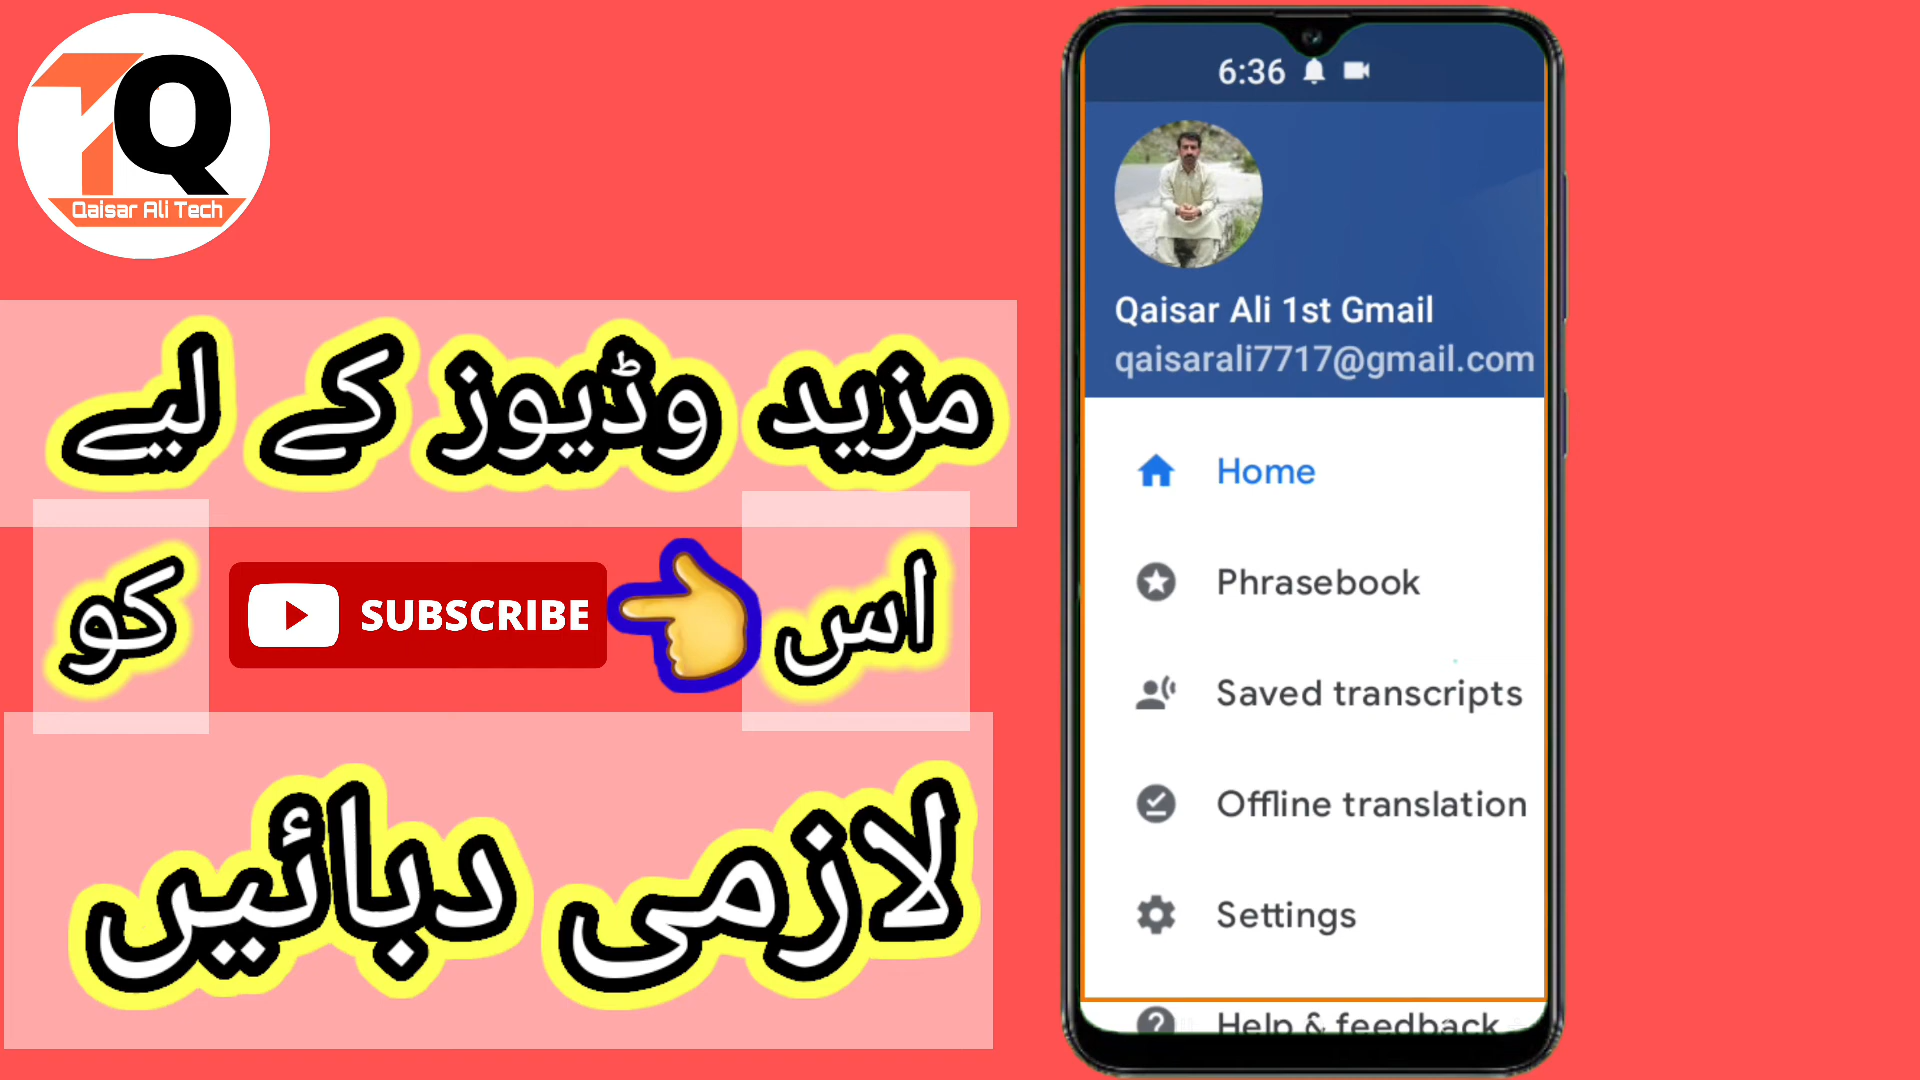 TQ
Qaisar Ali Tech
مزید وڈیوز کے لیے
اس SUBSCRIBE کو
لازمی دبائیں
6:36
Qaisar Ali 1st Gmail
qaisarali7717@gmail.com
Home
Phrasebook
Saved transcripts
Offline translation
Settings
Help & feedback